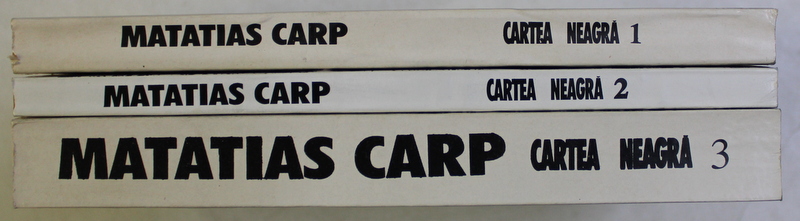 MATATIAS CARP CARTEA NEAGRĂ 1
MATATIAS CARP CARTEA NEAGRĂ 2
MATATIAS CARP CARTEA NEAGRĂ 3